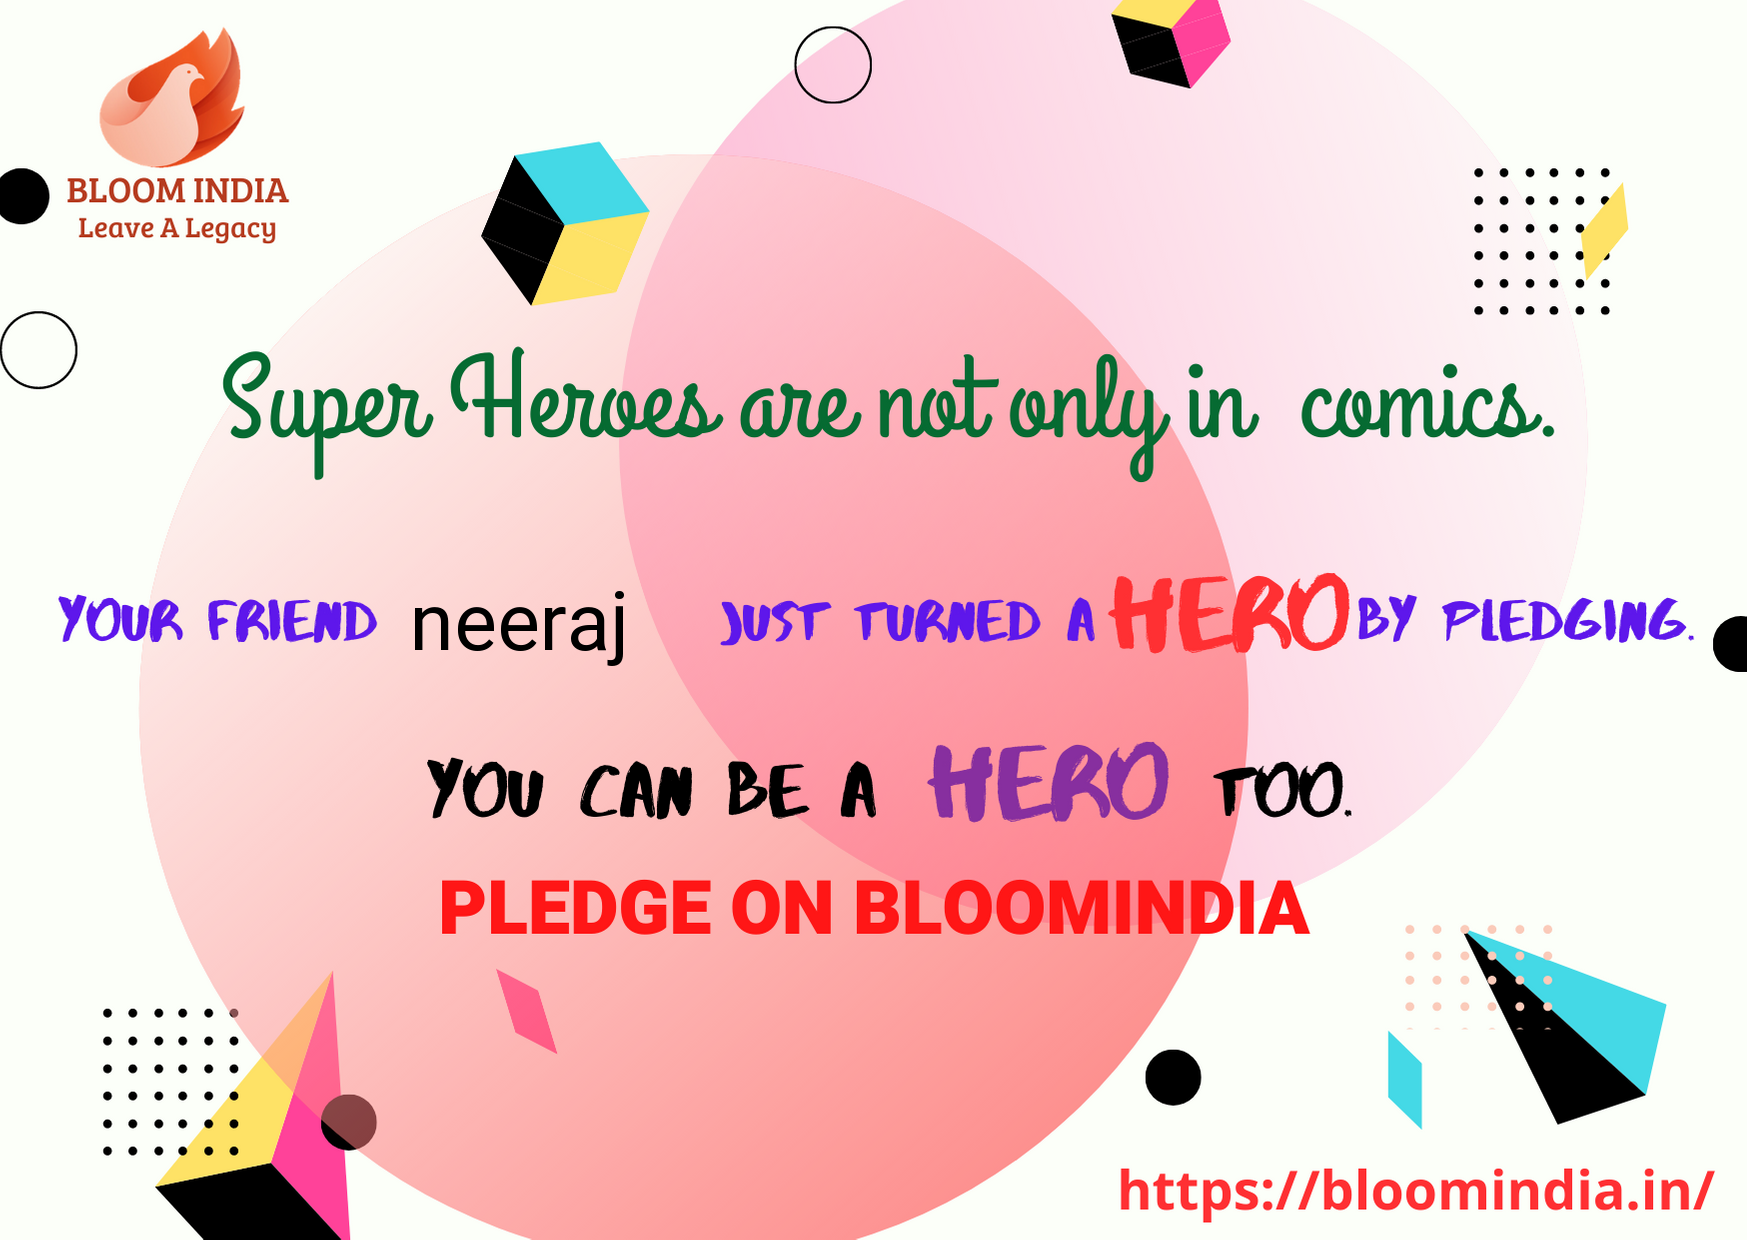 BLOOM INDIA
Leave A Legacy
Super Heroes are not only in comics.
YOUR FRIEND neeraj JUST TURNED A HERO BY PLEDGING.
YOU CAN BE A HERO TOO.
PLEDGE ON BLOOMINDIA
https://bloomindia.in/